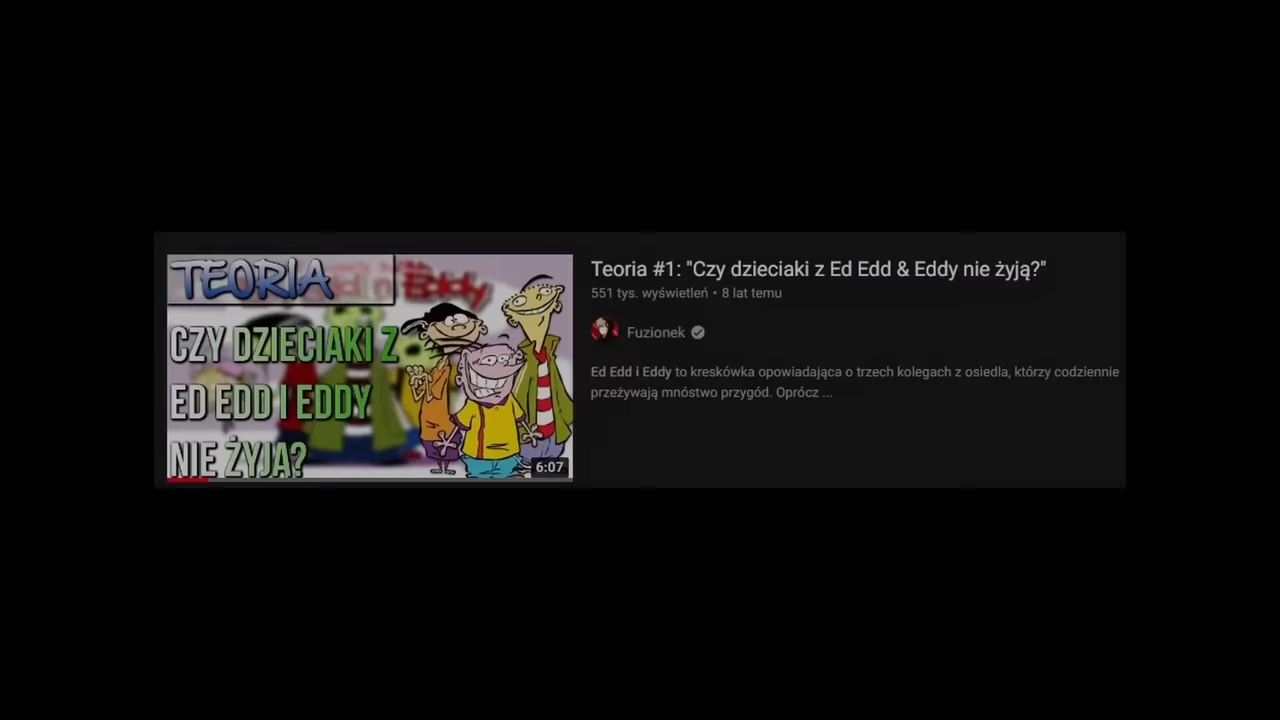 TEORIA
CZY DZIECIAKI Z
ED EDD I EDDY
NIE ŻYJĄ?
6:07
Teoria #1: "Czy dzieciaki z Ed Edd & Eddy nie żyją?"
551 tys. wyświetleń • 8 lat temu
Fuzionek
Ed Edd i Eddy to kreskówka opowiadająca o trzech kolegach z osiedla, którzy codziennie
przeżywają mnóstwo przygód. Oprócz ...